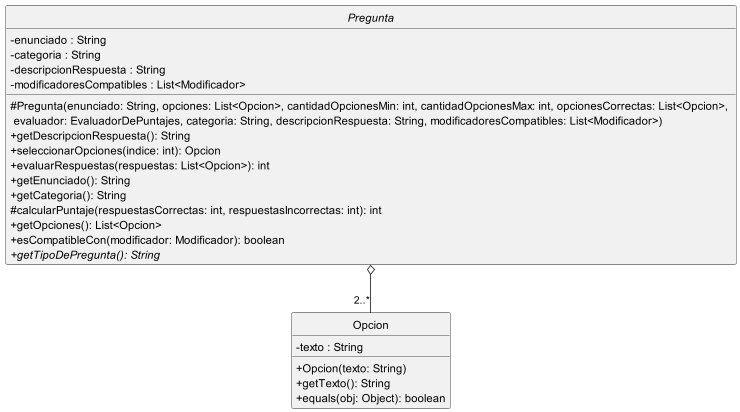 Pregunta
-enunciado : String
-categoria : String
-descripcionRespuesta : String
-modificadoresCompatibles : List<Modificador>
#Pregunta(enunciado: String, opciones: List<Opcion>, cantidadOpcionesMin: int, cantidadOpcionesMax: int, opcionesCorrectas: List<Opcion>,
evaluador: EvaluadorDePuntajes, categoria: String, descripcionRespuesta: String, modificadoresCompatibles: List<Modificador>)
+getDescripcionRespuesta(): String
+seleccionarOpciones(indice: int): Opcion
+evaluarRespuestas(respuestas: List<Opcion>): int
+getEnunciado(): String
+getCategoria(): String
#calcularPuntaje(respuestasCorrectas: int, respuestasIncorrectas: int): int
+getOpciones(): List<Opcion>
+esCompatibleCon(modificador: Modificador): boolean
+getTipoDePregunta(): String
2..*
Opcion
-texto : String
+Opcion(texto: String)
+getTexto(): String
+equals(obj: Object): boolean